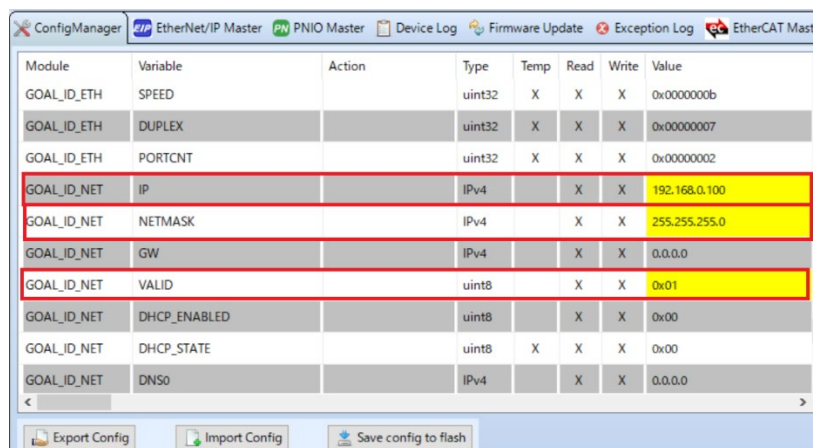 ConfigManager EtherNet/IP Master PNIO Master Device Log Firmware Update Exception Log EtherCAT Mast
Module Variable Action Type Temp Read Write Value
GOAL_ID_ETH SPEED uint32 X X X 0x0000000b
GOAL_ID_ETH DUPLEX uint32 X X X 0x00000007
GOAL_ID_ETH PORTCNT uint32 X X X 0x00000002
GOAL_ID_NET IP IPv4 X X 192.168.0.100
GOAL_ID_NET NETMASK IPv4 X X 255.255.255.0
GOAL_ID_NET GW IPv4 X X 0.0.0.0
GOAL_ID_NET VALID uint8 X X 0x01
GOAL_ID_NET DHCP_ENABLED uint8 X X 0x00
GOAL_ID_NET DHCP_STATE uint8 X X X 0x00
GOAL_ID_NET DNS0 IPv4 X X 0.0.0.0
Export Config Import Config Save config to flash